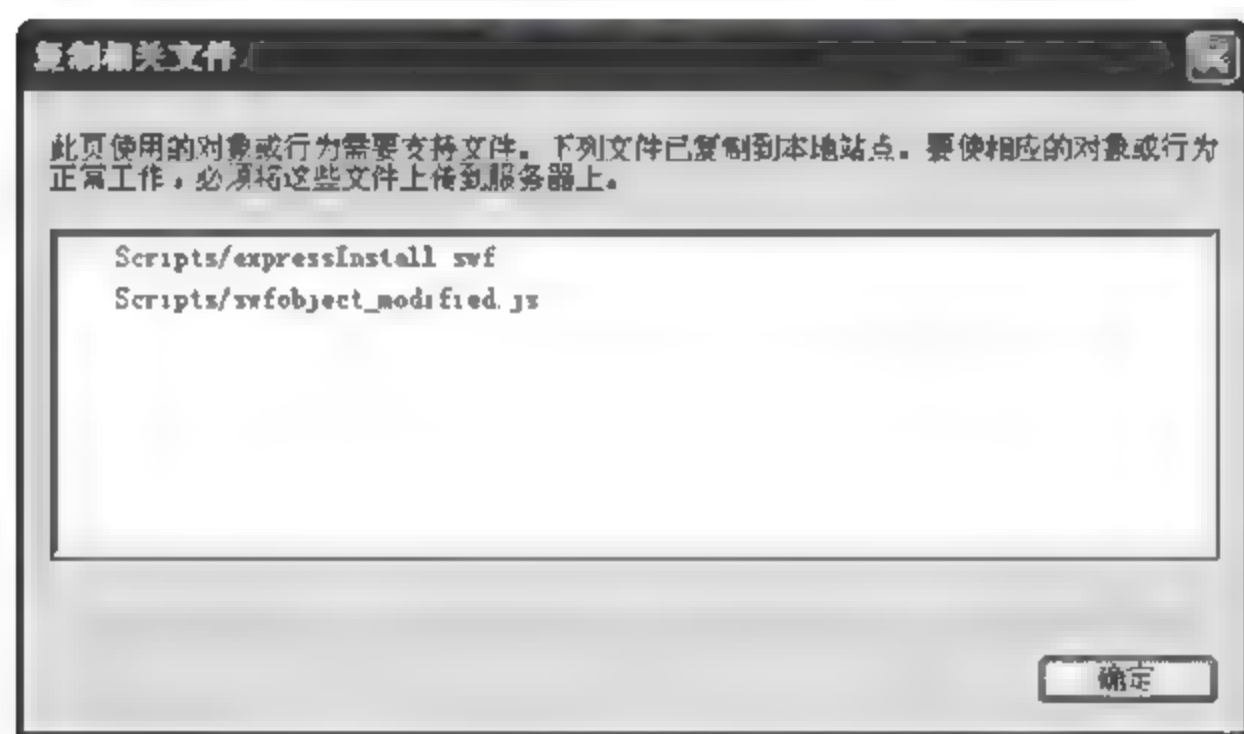 复制相关文件
此页使用的对象或行为需要支持文件。下列文件已复制到本地站点。要使相应的对象或行为
正常工作，必须将这些文件上传到服务器上。
Scripts/expressInstall.swf
Scripts/swfobject_modified.js
确定